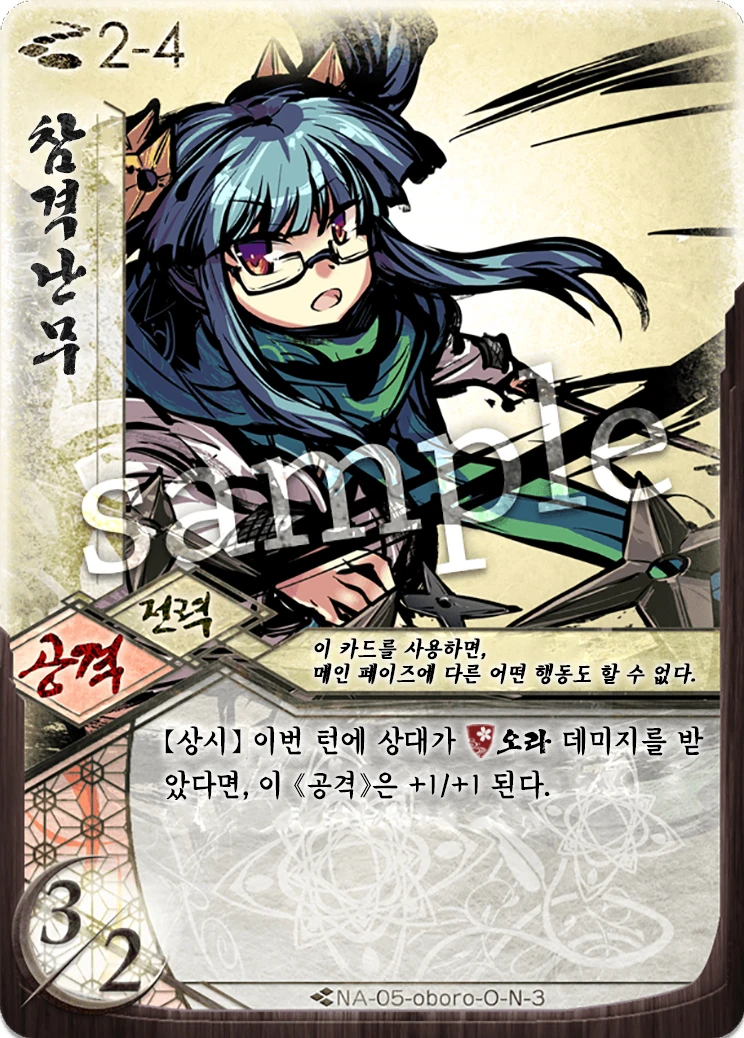 2-4
참격난무
sample
전력
공격
이 카드를 사용하면,
메인 페이즈에 다른 어떤 행동도 할 수 없다.
【상시】 이번 턴에 상대가 오라 데미지를 받
았다면, 이 《공격》은 +1/+1 된다.
3/2
NA-05-oboro-O-N-3